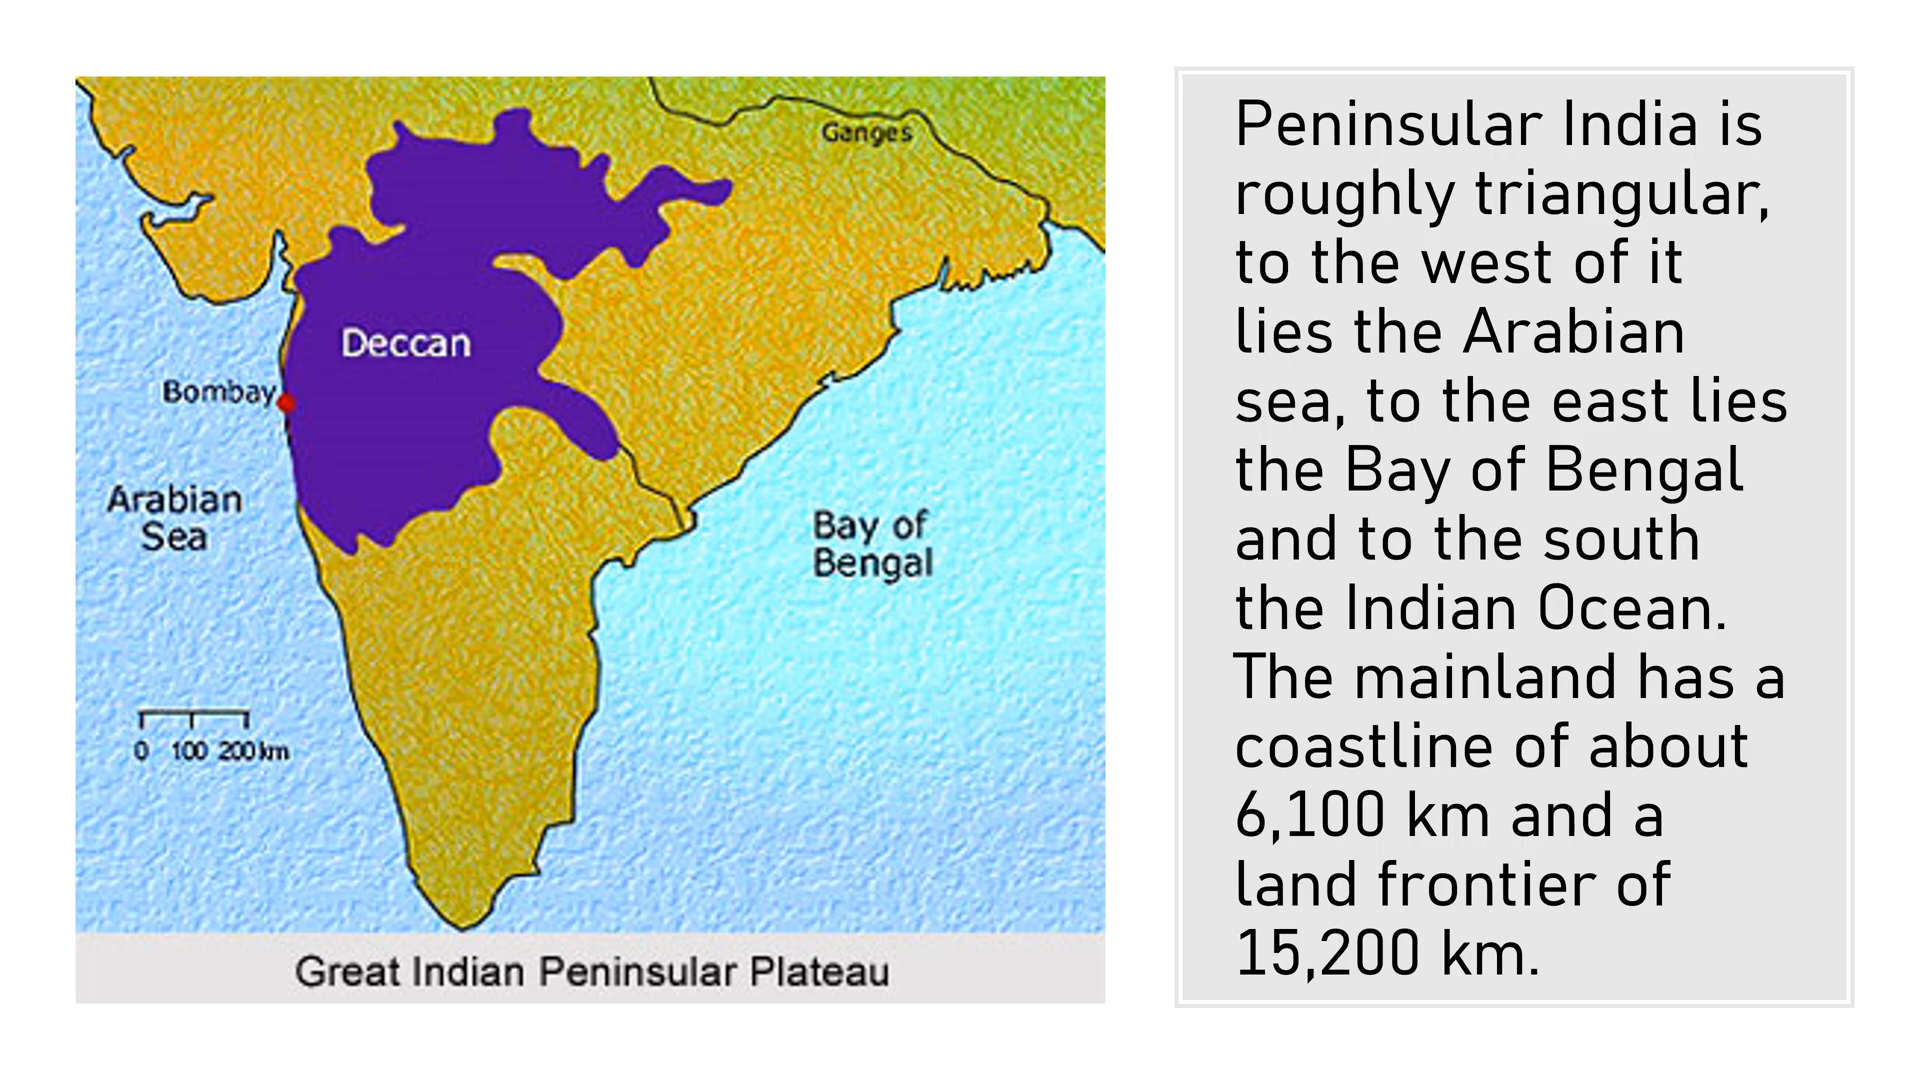 Ganges
Deccan
Bombay
Arabian
Sea
Bay of
Bengal
0 100 200 km
Great Indian Peninsular Plateau
Peninsular India is
roughly triangular,
to the west of it
lies the Arabian
sea, to the east lies
the Bay of Bengal
and to the south
the Indian Ocean.
The mainland has a
coastline of about
6,100 km and a
land frontier of
15,200 km.